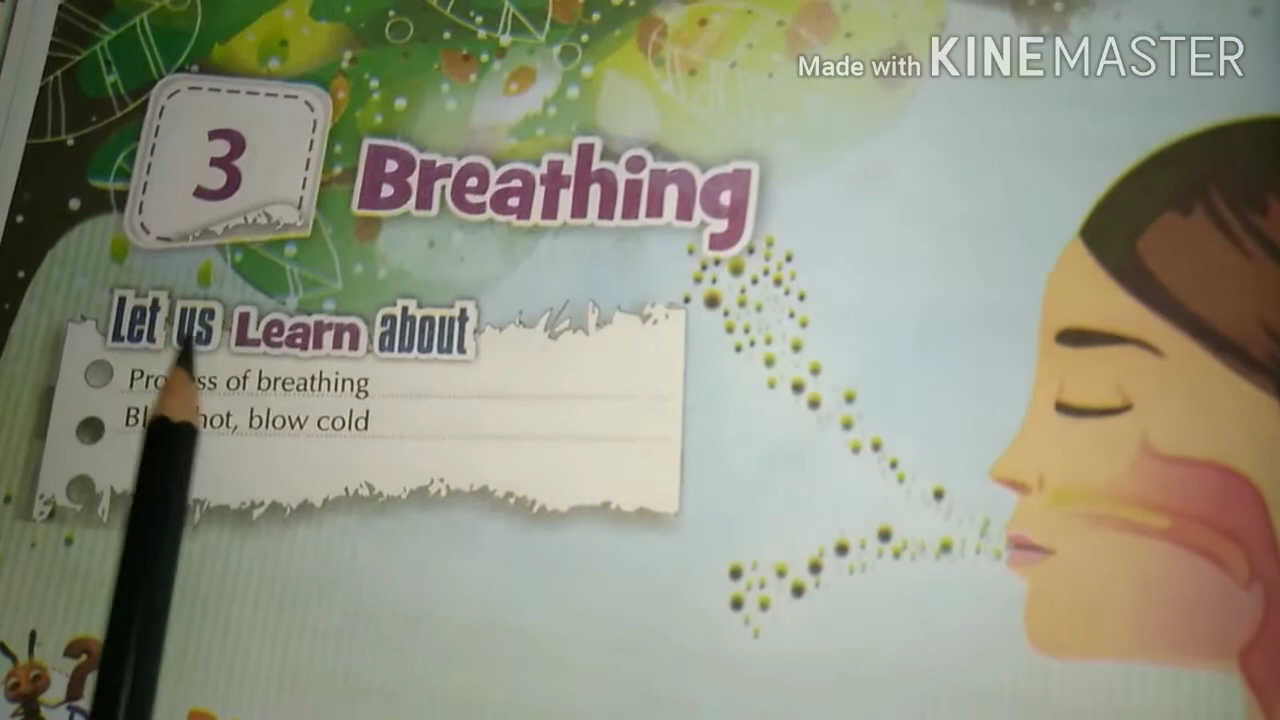 Made with KINEMASTER
3 Breathing
Let us Learn about
of breathing
hot, blow cold